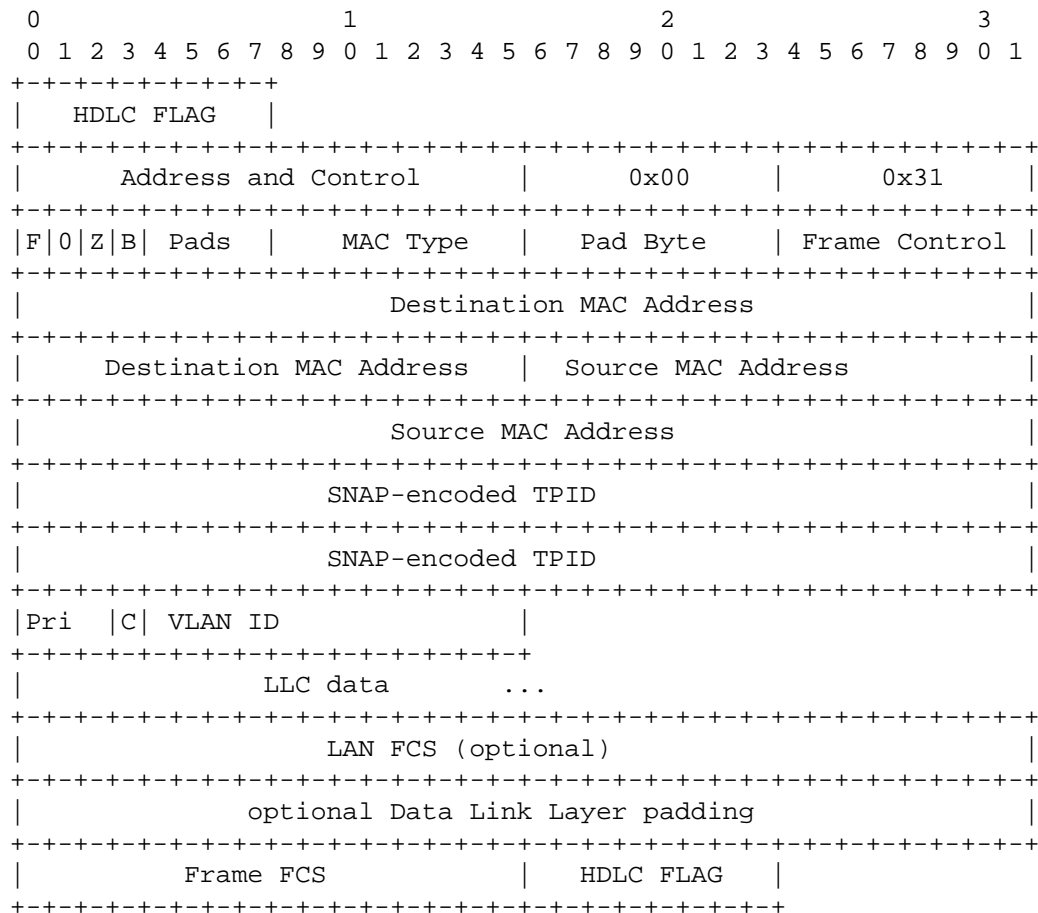 0                   1                   2                   3
 0 1 2 3 4 5 6 7 8 9 0 1 2 3 4 5 6 7 8 9 0 1 2 3 4 5 6 7 8 9 0 1
+-+-+-+-+-+-+-+-+
|   HDLC FLAG   |
+-+-+-+-+-+-+-+-+-+-+-+-+-+-+-+-+-+-+-+-+-+-+-+-+-+-+-+-+-+-+-+-+
|      Address and Control      |      0x00     |      0x31     |
+-+-+-+-+-+-+-+-+-+-+-+-+-+-+-+-+-+-+-+-+-+-+-+-+-+-+-+-+-+-+-+-+
|F|0|Z|B| Pads  |    MAC Type   |   Pad Byte    | Frame Control |
+-+-+-+-+-+-+-+-+-+-+-+-+-+-+-+-+-+-+-+-+-+-+-+-+-+-+-+-+-+-+-+-+
|                       Destination MAC Address                 |
+-+-+-+-+-+-+-+-+-+-+-+-+-+-+-+-+-+-+-+-+-+-+-+-+-+-+-+-+-+-+-+-+
|     Destination MAC Address   |  Source MAC Address           |
+-+-+-+-+-+-+-+-+-+-+-+-+-+-+-+-+-+-+-+-+-+-+-+-+-+-+-+-+-+-+-+-+
|                       Source MAC Address                      |
+-+-+-+-+-+-+-+-+-+-+-+-+-+-+-+-+-+-+-+-+-+-+-+-+-+-+-+-+-+-+-+-+
|                   SNAP-encoded TPID                           |
+-+-+-+-+-+-+-+-+-+-+-+-+-+-+-+-+-+-+-+-+-+-+-+-+-+-+-+-+-+-+-+-+
|                   SNAP-encoded TPID                           |
+-+-+-+-+-+-+-+-+-+-+-+-+-+-+-+-+-+-+-+-+-+-+-+-+-+-+-+-+-+-+-+-+
|Pri  |C| VLAN ID               |
+-+-+-+-+-+-+-+-+-+-+-+-+-+-+-+-+
|               LLC data       ...
+-+-+-+-+-+-+-+-+-+-+-+-+-+-+-+-+-+-+-+-+-+-+-+-+-+-+-+-+-+-+-+-+
|                   LAN FCS (optional)                          |
+-+-+-+-+-+-+-+-+-+-+-+-+-+-+-+-+-+-+-+-+-+-+-+-+-+-+-+-+-+-+-+-+
|              optional Data Link Layer padding                 |
+-+-+-+-+-+-+-+-+-+-+-+-+-+-+-+-+-+-+-+-+-+-+-+-+-+-+-+-+-+-+-+-+
|          Frame FCS            |   HDLC FLAG   |
+-+-+-+-+-+-+-+-+-+-+-+-+-+-+-+-+-+-+-+-+-+-+-+-+